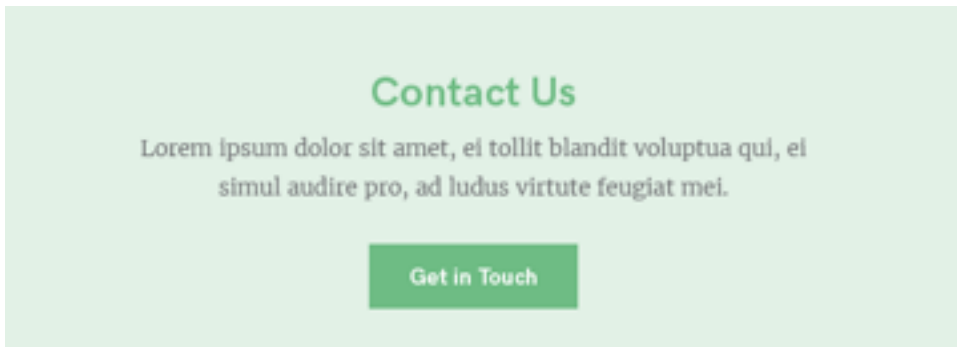 Contact Us
Lorem ipsum dolor sit amet, ei tollit blandit voluptua qui, ei
simul audire pro, ad ludus virtute feugiat mei.
Get in Touch